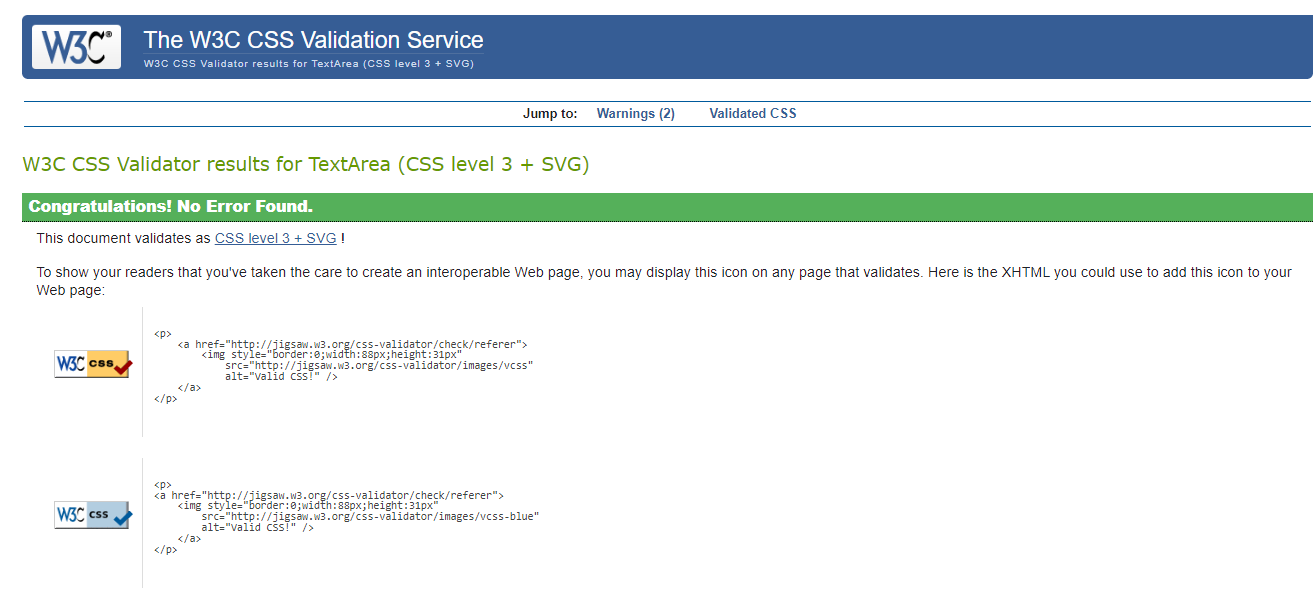 W3C® The W3C CSS Validation Service
W3C CSS Validator results for TextArea (CSS level 3 + SVG)
Jump to: Warnings (2) Validated CSS
W3C CSS Validator results for TextArea (CSS level 3 + SVG)
Congratulations! No Error Found.
This document validates as CSS level 3 + SVG !
To show your readers that you've taken the care to create an interoperable Web page, you may display this icon on any page that validates. Here is the XHTML you could use to add this icon to your
Web page:
W3C css
<p>
<a href="http://jigsaw.w3.org/css-validator/check/referer">
<img style="border:0;width:88px;height:31px"
src="http://jigsaw.w3.org/css-validator/images/vcss"
alt="Valid CSS!" />
</a>
</p>
W3C css
<p>
<a href="http://jigsaw.w3.org/css-validator/check/referer">
<img style="border:0;width:88px;height:31px"
src="http://jigsaw.w3.org/css-validator/images/vcss-blue"
alt="Valid CSS!" />
</a>
</p>